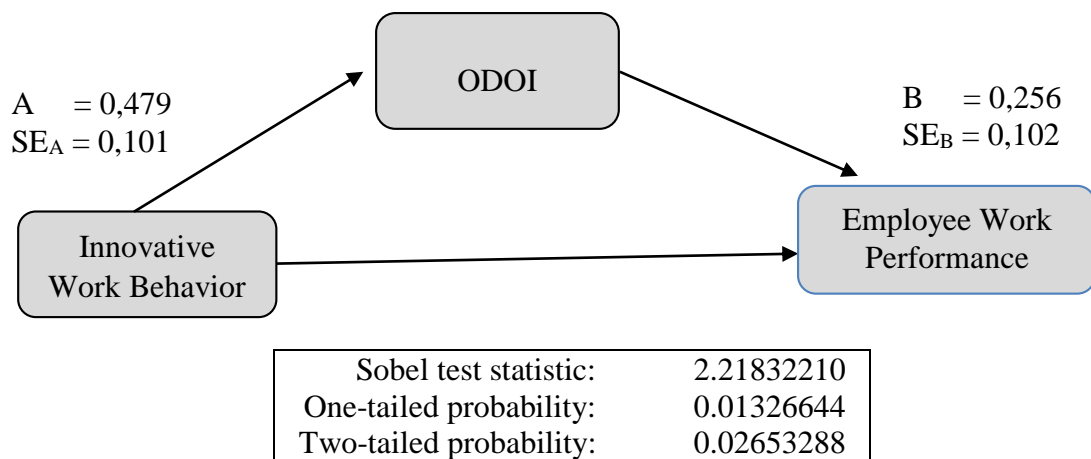 ODOI
A = 0,479
SEA = 0,101
B = 0,256
SEB = 0,102
Innovative
Work Behavior
Employee Work
Performance
Sobel test statistic: 2.21832210
One-tailed probability: 0.01326644
Two-tailed probability: 0.02653288